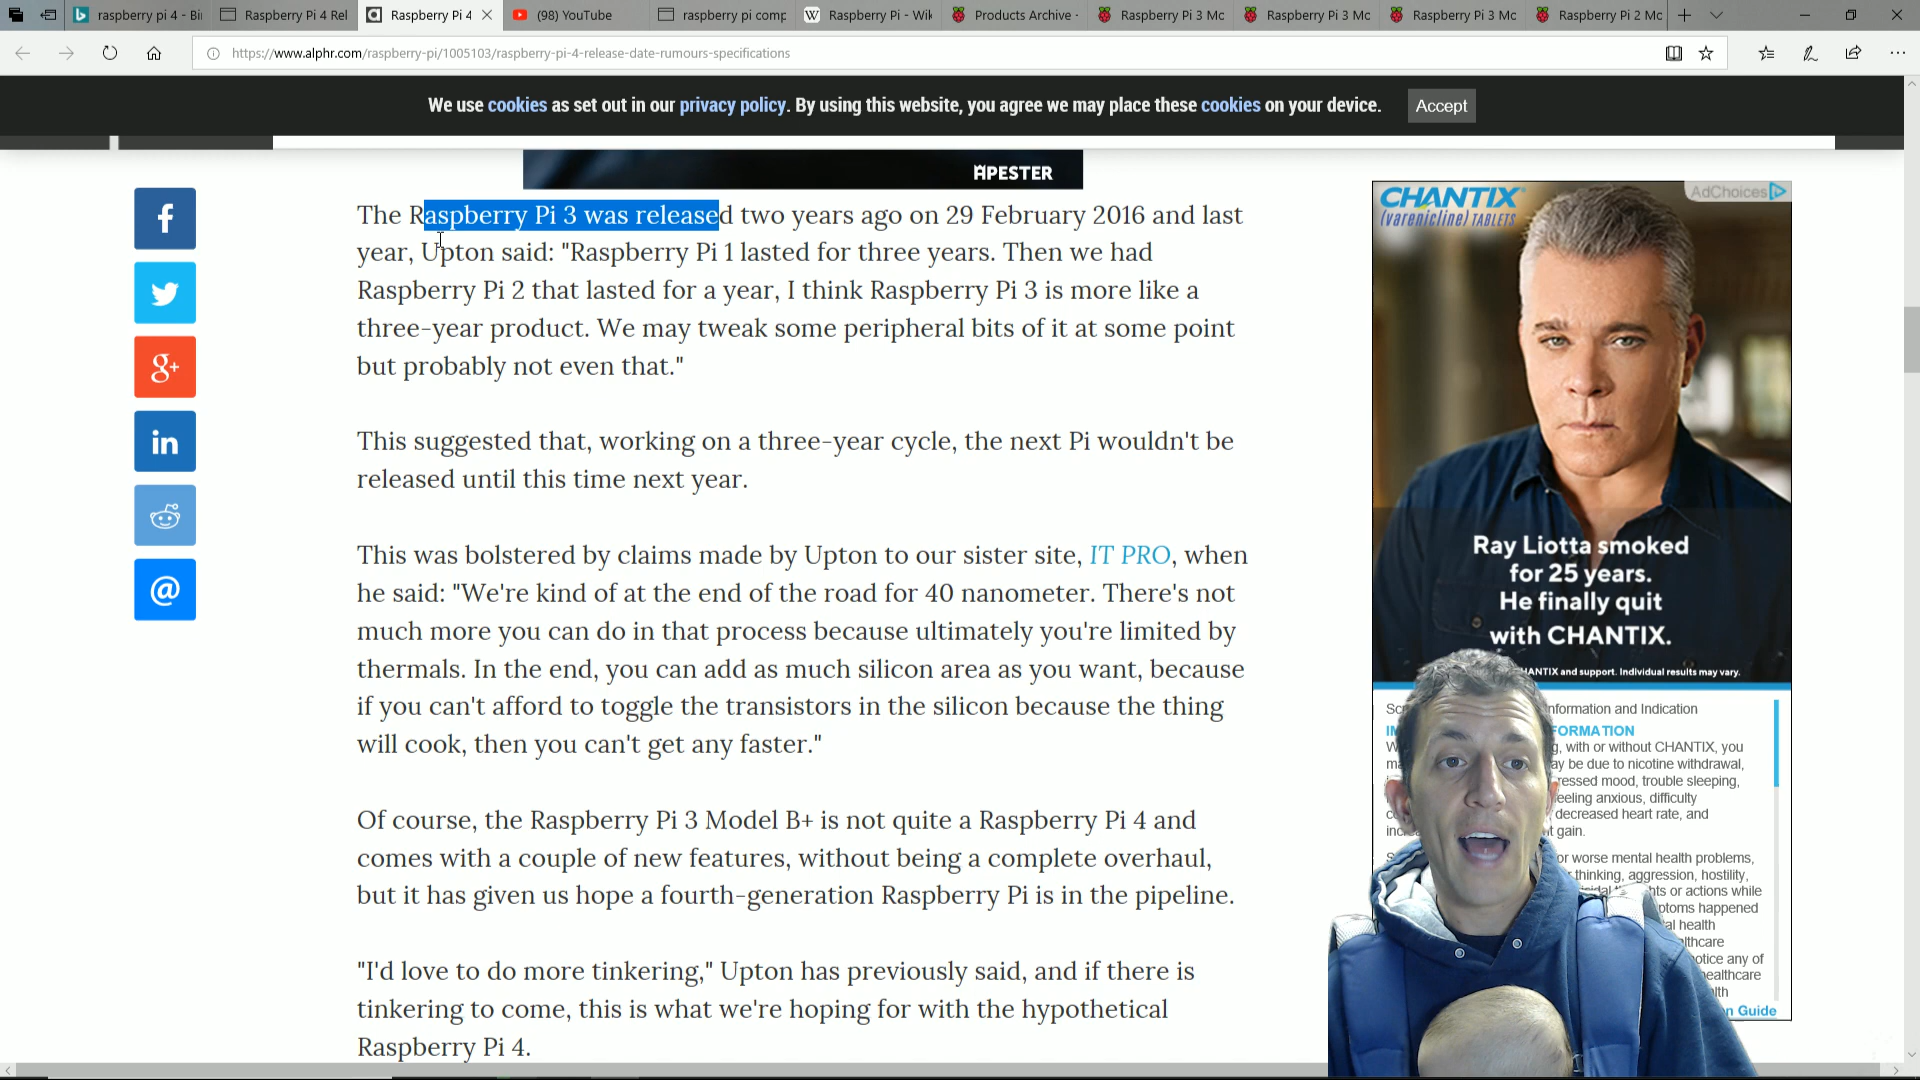 raspberry pi 4 - Bi
Raspberry Pi 4 Rel
Raspberry Pi 4
(98) YouTube
raspberry pi comp
Raspberry Pi - Wik
Products Archive -
Raspberry Pi 3 Mc
Raspberry Pi 3 Mc
Raspberry Pi 3 Mc
Raspberry Pi 2 Mc
https://www.alphr.com/raspberry-pi/1005103/raspberry-pi-4-release-date-rumours-specifications
We use cookies as set out in our privacy policy. By using this website, you agree we may place these cookies on your device.
Accept
APESTER
The Raspberry Pi 3 was released two years ago on 29 February 2016 and last
year, Upton said: "Raspberry Pi 1 lasted for three years. Then we had
Raspberry Pi 2 that lasted for a year, I think Raspberry Pi 3 is more like a
three-year product. We may tweak some peripheral bits of it at some point
but probably not even that."
This suggested that, working on a three-year cycle, the next Pi wouldn't be
released until this time next year.
This was bolstered by claims made by Upton to our sister site, IT PRO, when
he said: "We're kind of at the end of the road for 40 nanometer. There's not
much more you can do in that process because ultimately you're limited by
thermals. In the end, you can add as much silicon area as you want, because
if you can't afford to toggle the transistors in the silicon because the thing
will cook, then you can't get any faster."
Of course, the Raspberry Pi 3 Model B+ is not quite a Raspberry Pi 4 and
comes with a couple of new features, without being a complete overhaul,
but it has given us hope a fourth-generation Raspberry Pi is in the pipeline.
"I'd love to do more tinkering," Upton has previously said, and if there is
tinkering to come, this is what we're hoping for with the hypothetical
Raspberry Pi 4.
CHANTIX
(varenicline) TABLETS
AdChoices
Ray Liotta smoked
for 25 years.
He finally quit
with CHANTIX.
HANTIX and support. Individual results may vary.
nformation and Indication
FORMATION
g, with or without CHANTIX, you
ay be due to nicotine withdrawal,
ressed mood, trouble sleeping,
feeling anxious, difficulty
decreased heart rate, and
t gain.
or worse mental health problems,
thinking, aggression, hostility,
hts or actions while
ptoms happened
al health
lthcare
otice any of
healthcare
lth
n Guide